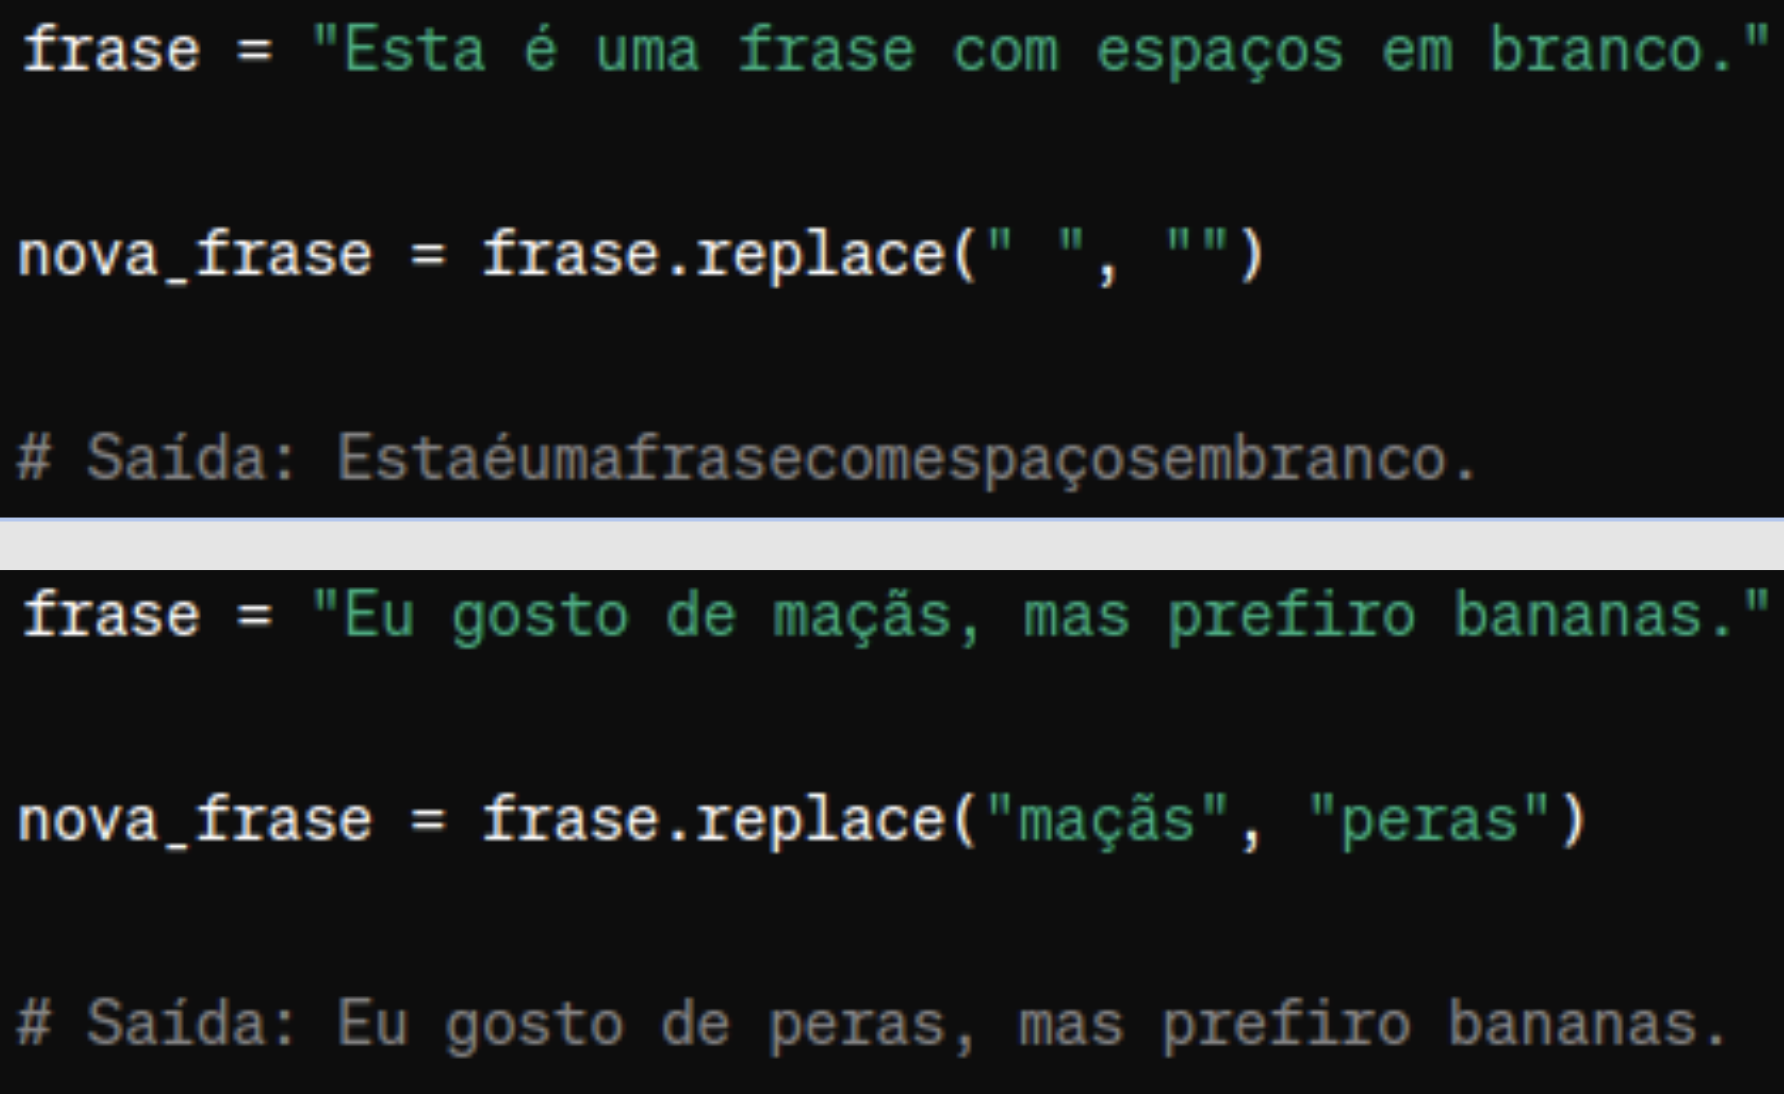 frase = "Esta é uma frase com espaços em branco."
nova_frase = frase.replace(" ", "")
# Saída: Estaéumafrasecomespaçosembranco.
frase = "Eu gosto de maçãs, mas prefiro bananas."
nova_frase = frase.replace("maçãs", "peras")
# Saída: Eu gosto de peras, mas prefiro bananas.